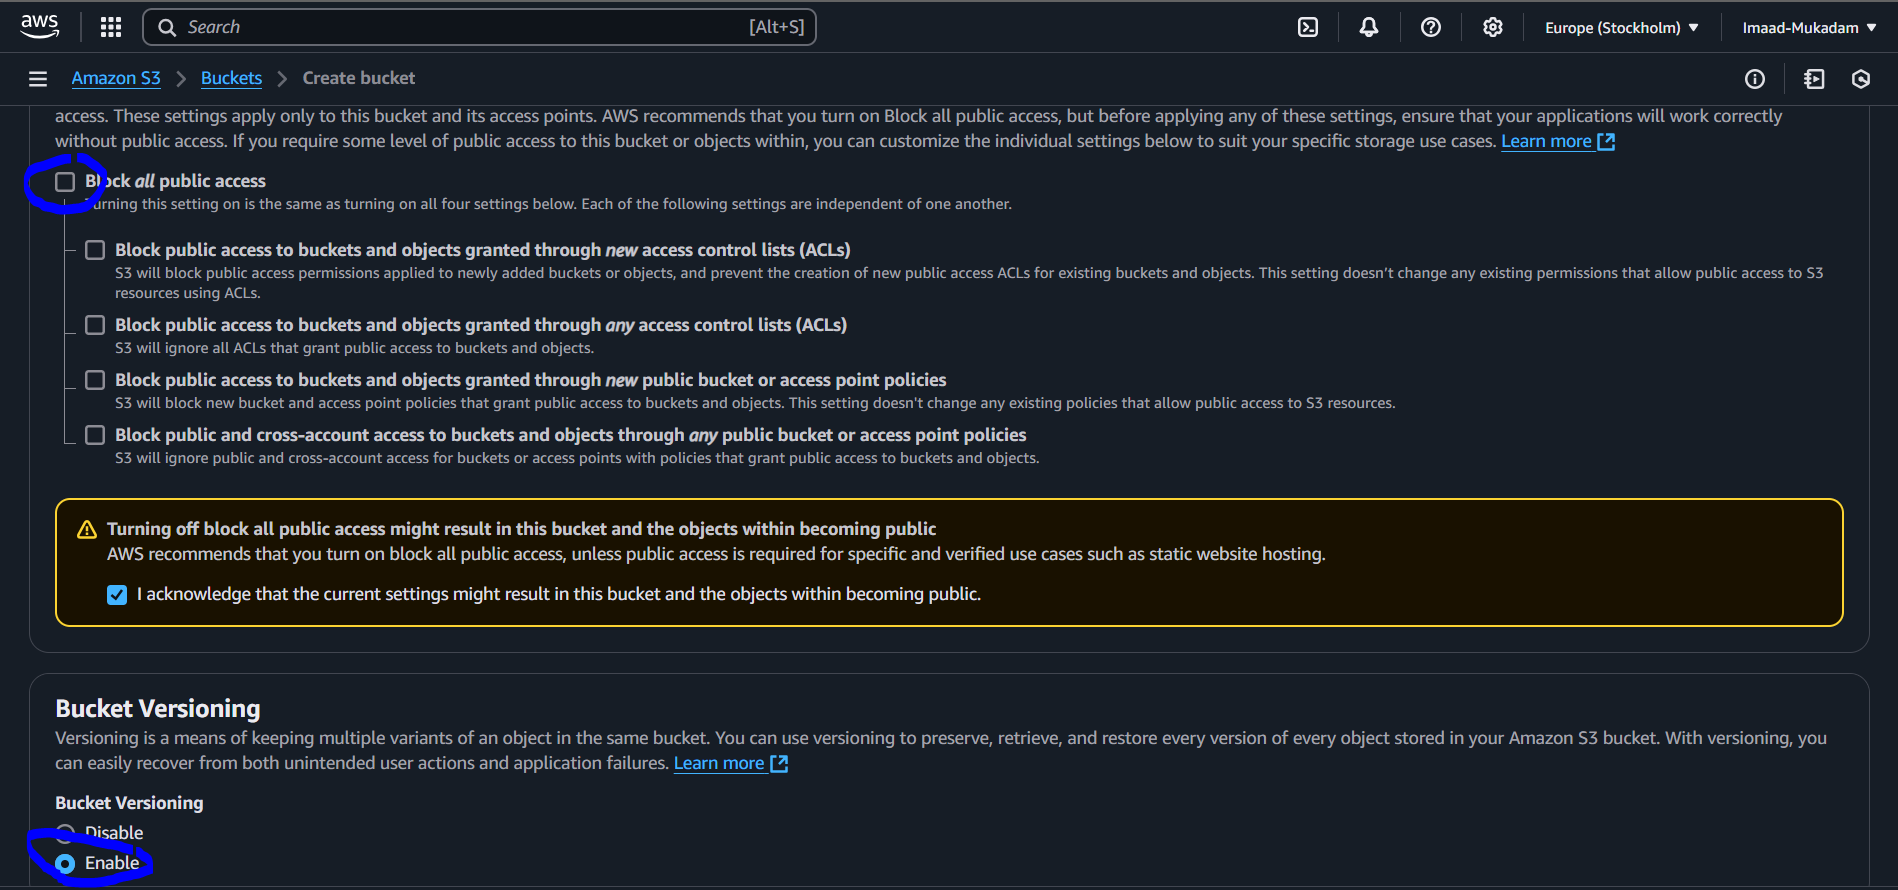 aws
Search
[Alt+S]
Europe (Stockholm)
Imaad-Mukadam
Amazon S3
Buckets
Create bucket
access. These settings apply only to this bucket and its access points. AWS recommends that you turn on Block all public access, but before applying any of these settings, ensure that your applications will work correctly
without public access. If you require some level of public access to this bucket or objects within, you can customize the individual settings below to suit your specific storage use cases. Learn more
Block all public access
Turning this setting on is the same as turning on all four settings below. Each of the following settings are independent of one another.
Block public access to buckets and objects granted through new access control lists (ACLs)
S3 will block public access permissions applied to newly added buckets or objects, and prevent the creation of new public access ACLs for existing buckets and objects. This setting doesn’t change any existing permissions that allow public access to S3
resources using ACLs.
Block public access to buckets and objects granted through any access control lists (ACLs)
S3 will ignore all ACLs that grant public access to buckets and objects.
Block public access to buckets and objects granted through new public bucket or access point policies
S3 will block new bucket and access point policies that grant public access to buckets and objects. This setting doesn't change any existing policies that allow public access to S3 resources.
Block public and cross-account access to buckets and objects through any public bucket or access point policies
S3 will ignore public and cross-account access for buckets or access points with policies that grant public access to buckets and objects.
Turning off block all public access might result in this bucket and the objects within becoming public
AWS recommends that you turn on block all public access, unless public access is required for specific and verified use cases such as static website hosting.
I acknowledge that the current settings might result in this bucket and the objects within becoming public.
Bucket Versioning
Versioning is a means of keeping multiple variants of an object in the same bucket. You can use versioning to preserve, retrieve, and restore every version of every object stored in your Amazon S3 bucket. With versioning, you
can easily recover from both unintended user actions and application failures. Learn more
Bucket Versioning
Disable
Enable